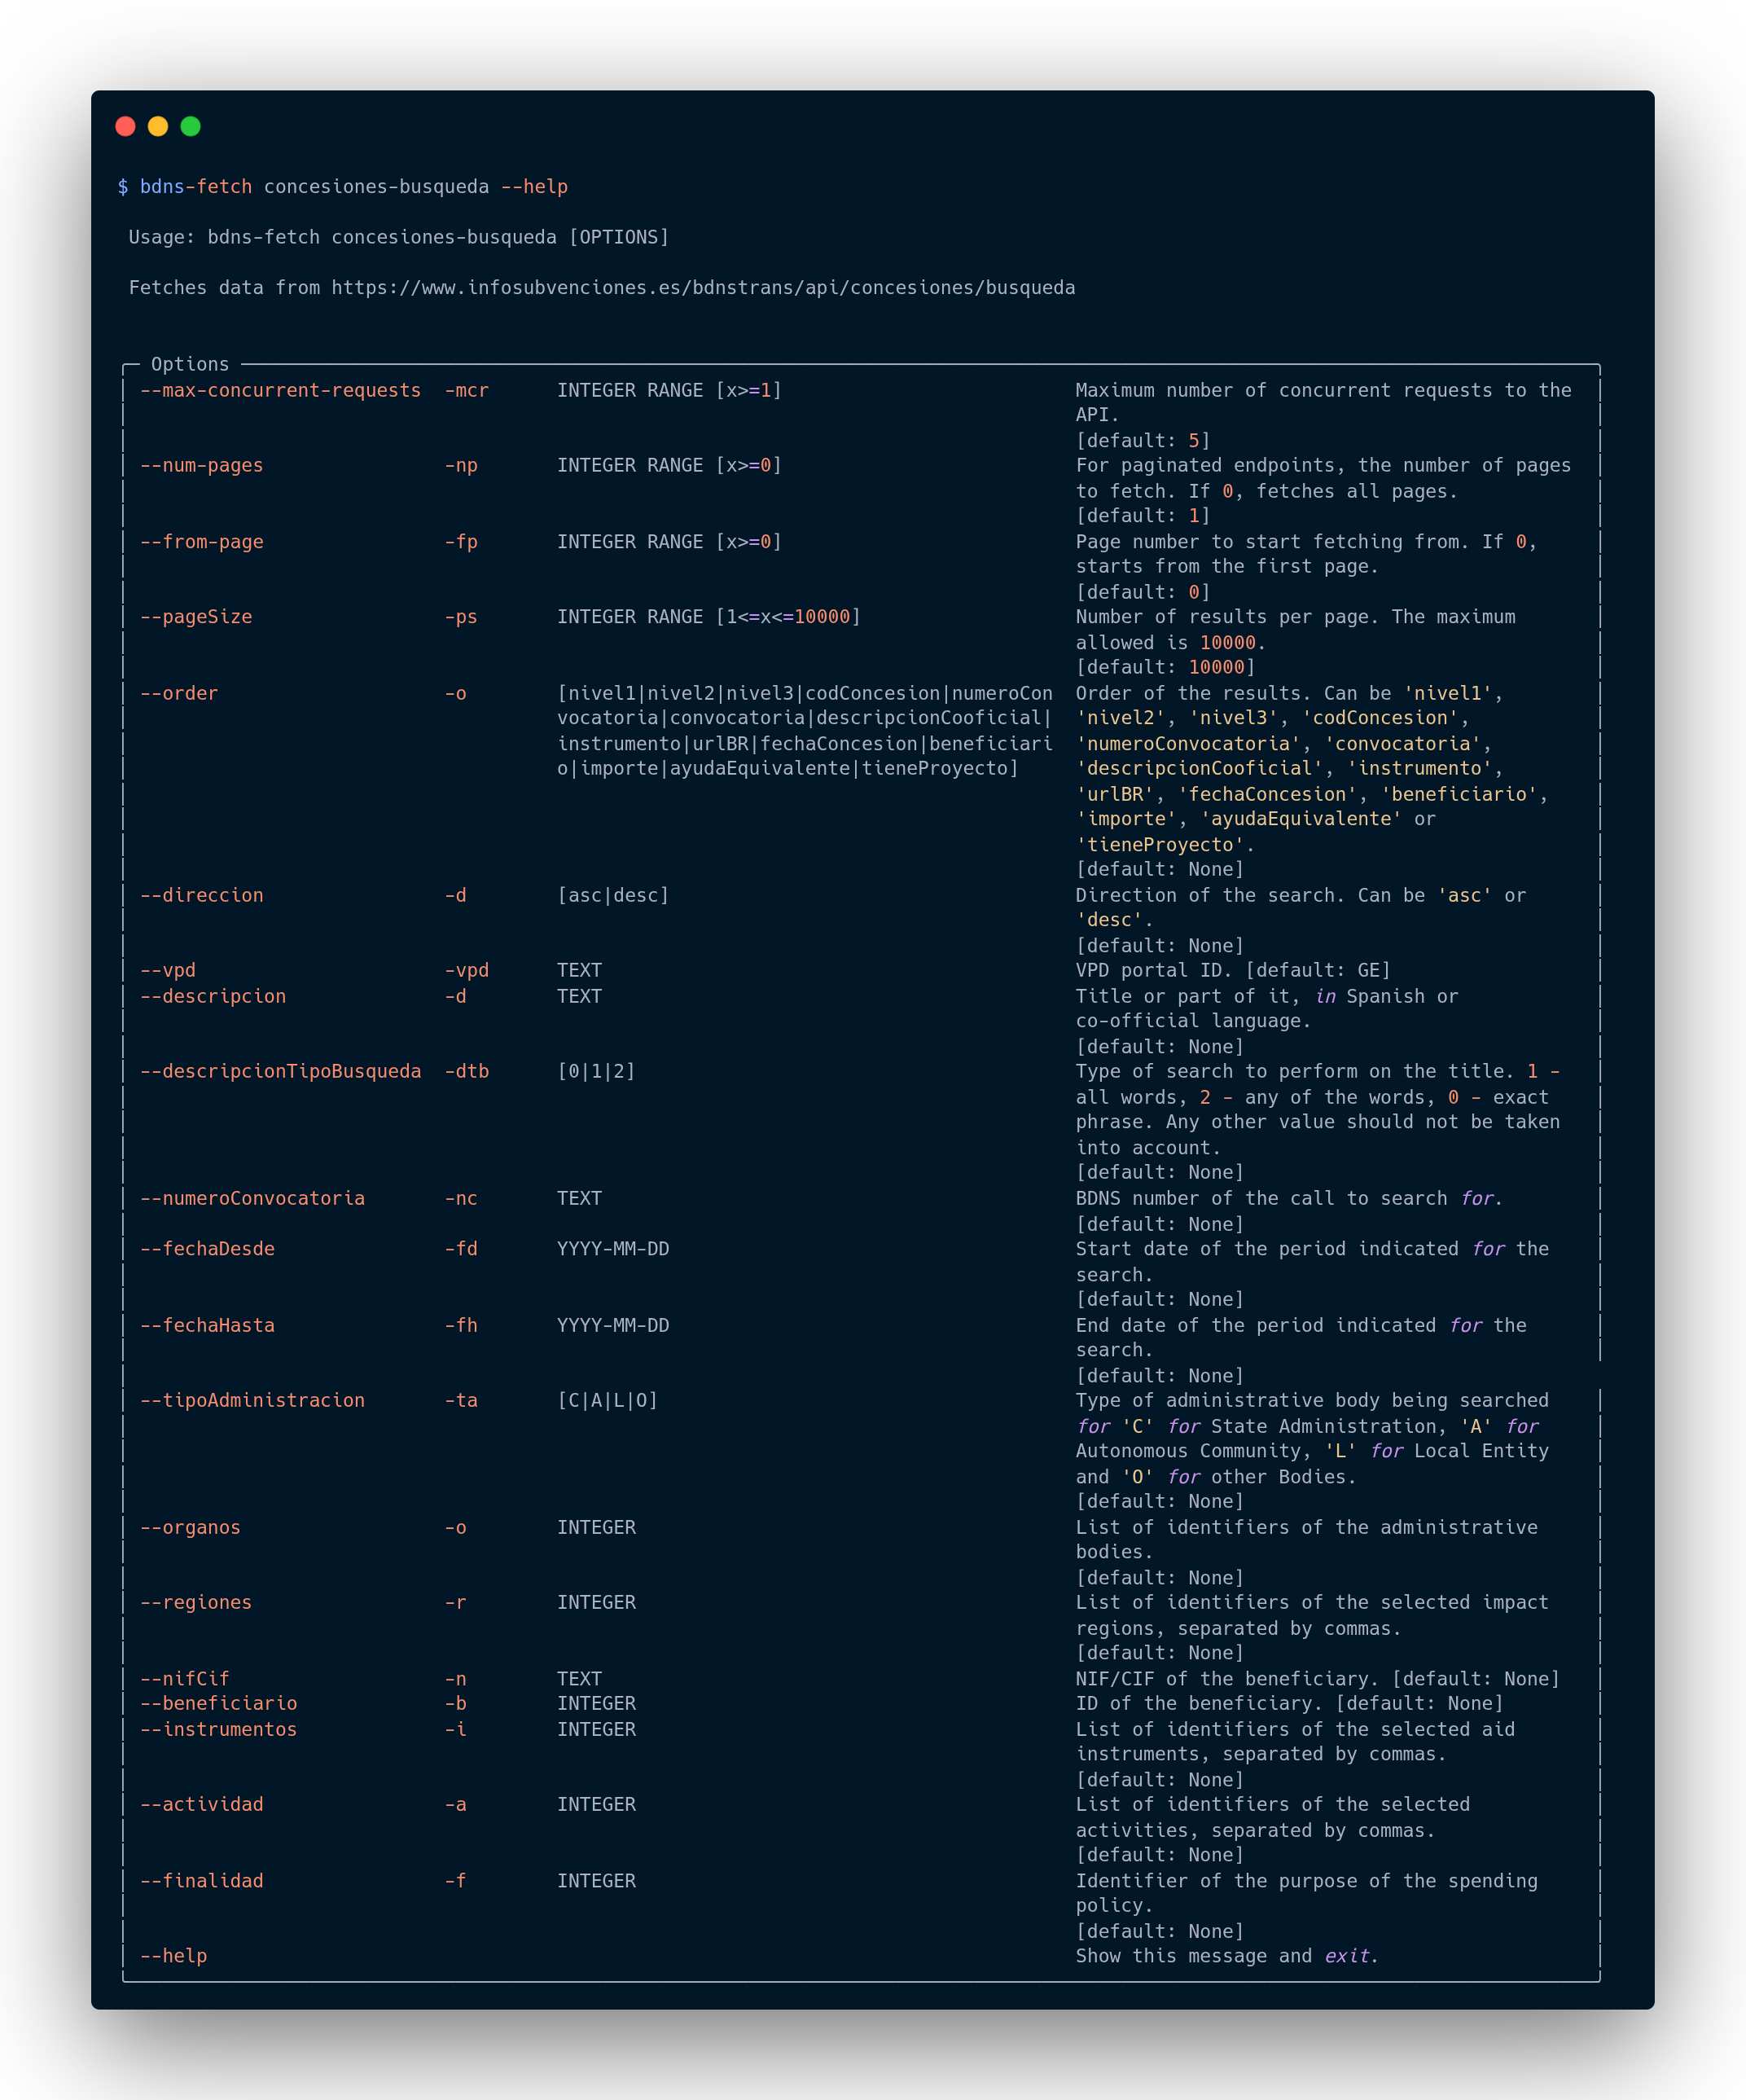 $ bdns-fetch concesiones-busqueda --help
Usage: bdns-fetch concesiones-busqueda [OPTIONS]
Fetches data from https://www.infosubvenciones.es/bdnstrans/api/concesiones/busqueda
Options
--max-concurrent-requests -mcr INTEGER RANGE [x>=1] Maximum number of concurrent requests to the
API.
[default: 5]
--num-pages -np INTEGER RANGE [x>=0] For paginated endpoints, the number of pages
to fetch. If 0, fetches all pages.
[default: 1]
--from-page -fp INTEGER RANGE [x>=0] Page number to start fetching from. If 0,
starts from the first page.
[default: 0]
--pageSize -ps INTEGER RANGE [1<=x<=10000] Number of results per page. The maximum
allowed is 10000.
[default: 10000]
--order -o [nivel1|nivel2|nivel3|codConcesion|numeroCon Order of the results. Can be 'nivel1',
vocatoria|convocatoria|descripcionCooficial| 'nivel2', 'nivel3', 'codConcesion',
instrumento|urlBR|fechaConcesion|beneficiari 'numeroConvocatoria', 'convocatoria',
o|importe|ayudaEquivalente|tieneProyecto] 'descripcionCooficial', 'instrumento',
'urlBR', 'fechaConcesion', 'beneficiario',
'importe', 'ayudaEquivalente' or
'tieneProyecto'.
[default: None]
--direccion -d [asc|desc] Direction of the search. Can be 'asc' or
'desc'.
[default: None]
--vpd -vpd TEXT VPD portal ID. [default: GE]
--descripcion -d TEXT Title or part of it, in Spanish or
co-official language.
[default: None]
--descripcionTipoBusqueda -dtb [0|1|2] Type of search to perform on the title. 1 -
all words, 2 - any of the words, 0 - exact
phrase. Any other value should not be taken
into account.
[default: None]
--numeroConvocatoria -nc TEXT BDNS number of the call to search for.
[default: None]
--fechaDesde -fd YYYY-MM-DD Start date of the period indicated for the
search.
[default: None]
--fechaHasta -fh YYYY-MM-DD End date of the period indicated for the
search.
[default: None]
--tipoAdministracion -ta [C|A|L|O] Type of administrative body being searched
for 'C' for State Administration, 'A' for
Autonomous Community, 'L' for Local Entity
and 'O' for other Bodies.
[default: None]
--organos -o INTEGER List of identifiers of the administrative
bodies.
[default: None]
--regiones -r INTEGER List of identifiers of the selected impact
regions, separated by commas.
[default: None]
--nifCif -n TEXT NIF/CIF of the beneficiary. [default: None]
--beneficiario -b INTEGER ID of the beneficiary. [default: None]
--instrumentos -i INTEGER List of identifiers of the selected aid
instruments, separated by commas.
[default: None]
--actividad -a INTEGER List of identifiers of the selected
activities, separated by commas.
[default: None]
--finalidad -f INTEGER Identifier of the purpose of the spending
policy.
[default: None]
--help Show this message and exit.